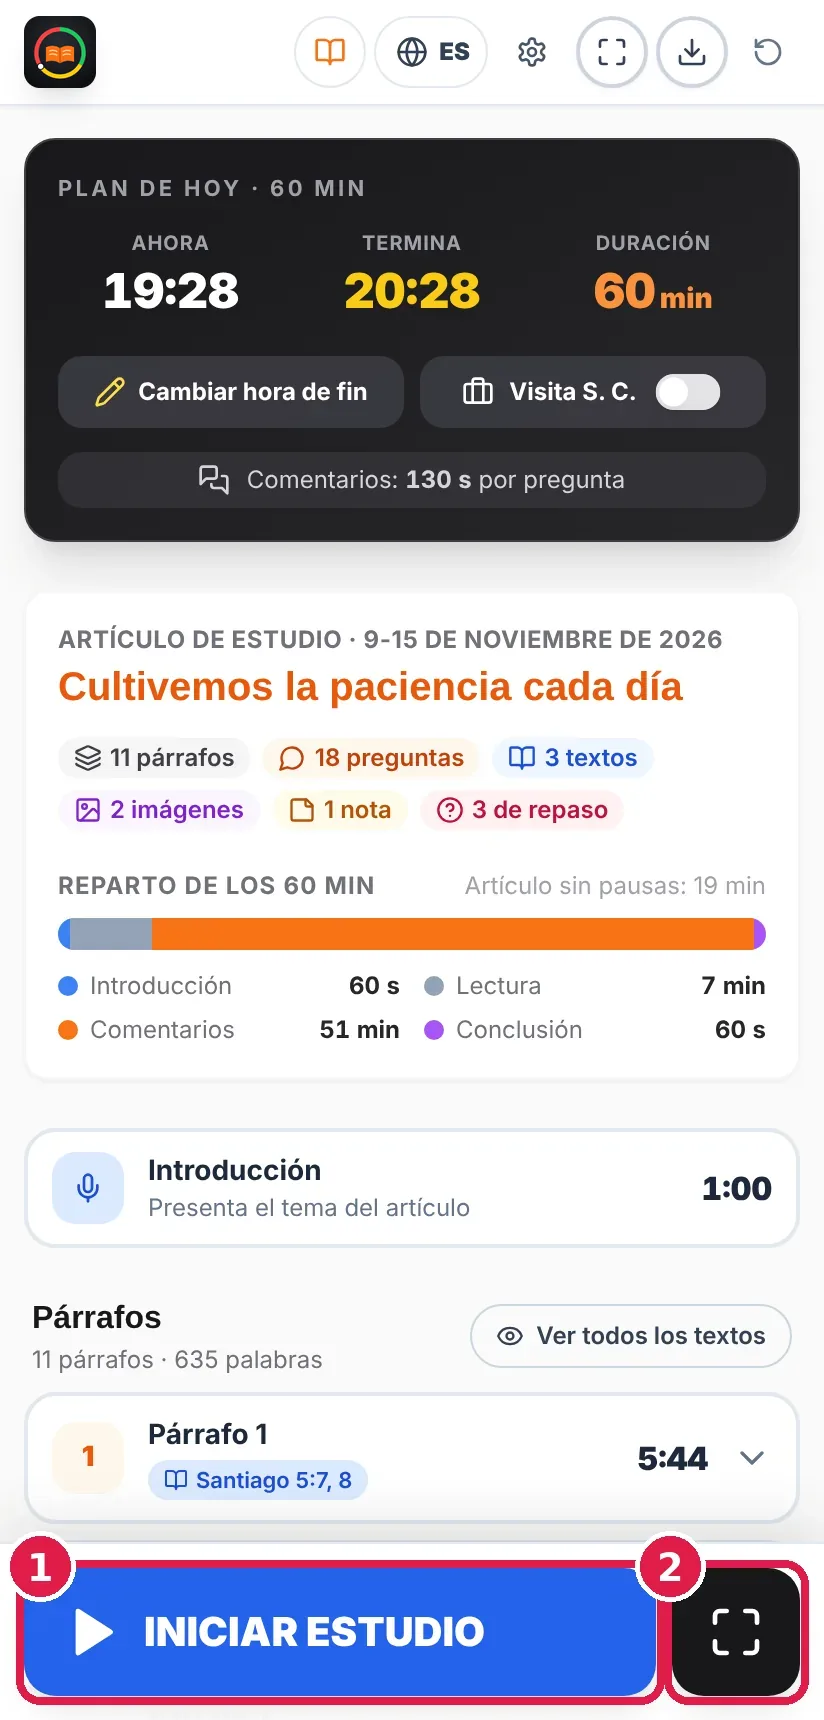 ES
PLAN DE HOY · 60 MIN
AHORA TERMINA DURACIÓN
19:28 20:28 60 min
Cambiar hora de fin Visita S. C.
Comentarios: 130 s por pregunta
ARTÍCULO DE ESTUDIO · 9-15 DE NOVIEMBRE DE 2026
Cultivemos la paciencia cada día
11 párrafos 18 preguntas 3 textos
2 imágenes 1 nota 3 de repaso
REPARTO DE LOS 60 MIN Artículo sin pausas: 19 min
Introducción 60 s Lectura 7 min
Comentarios 51 min Conclusión 60 s
Introducción
Presenta el tema del artículo
1:00
Párrafos
11 párrafos · 635 palabras
Ver todos los textos
1 Párrafo 1
Santiago 5:7, 8
5:44
1 2
INICIAR ESTUDIO